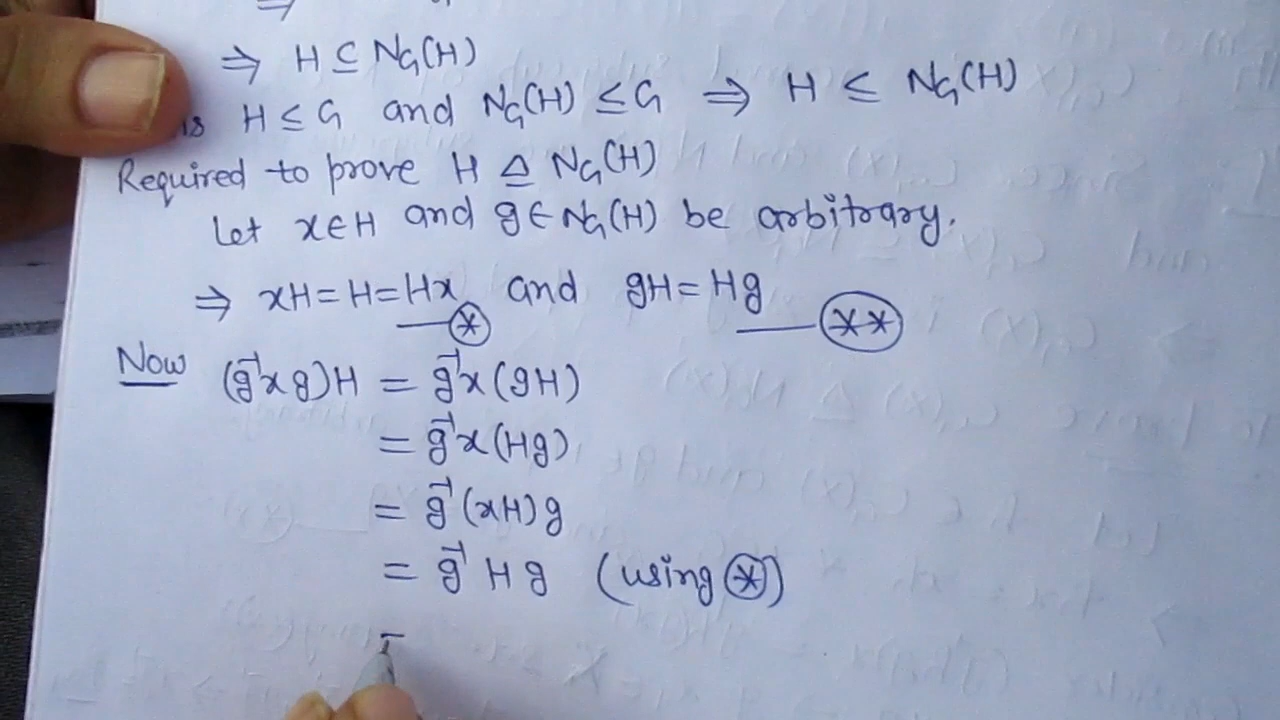 ⇒
⇒ H ⊆ N_G(H)
is H ≤ G and N_G(H) ≤ G ⇒ H ≤ N_G(H)
Required to prove H ⊴ N_G(H)
Let x∈H and g∈N_G(H) be arbitrary.
⇒ xH = H = Hx —(*) and gH = Hg —(**)
Now (g⁻¹xg)H = g⁻¹x(gH)
= g⁻¹x(Hg)
= g⁻¹(xH)g
= g⁻¹Hg (using (*))